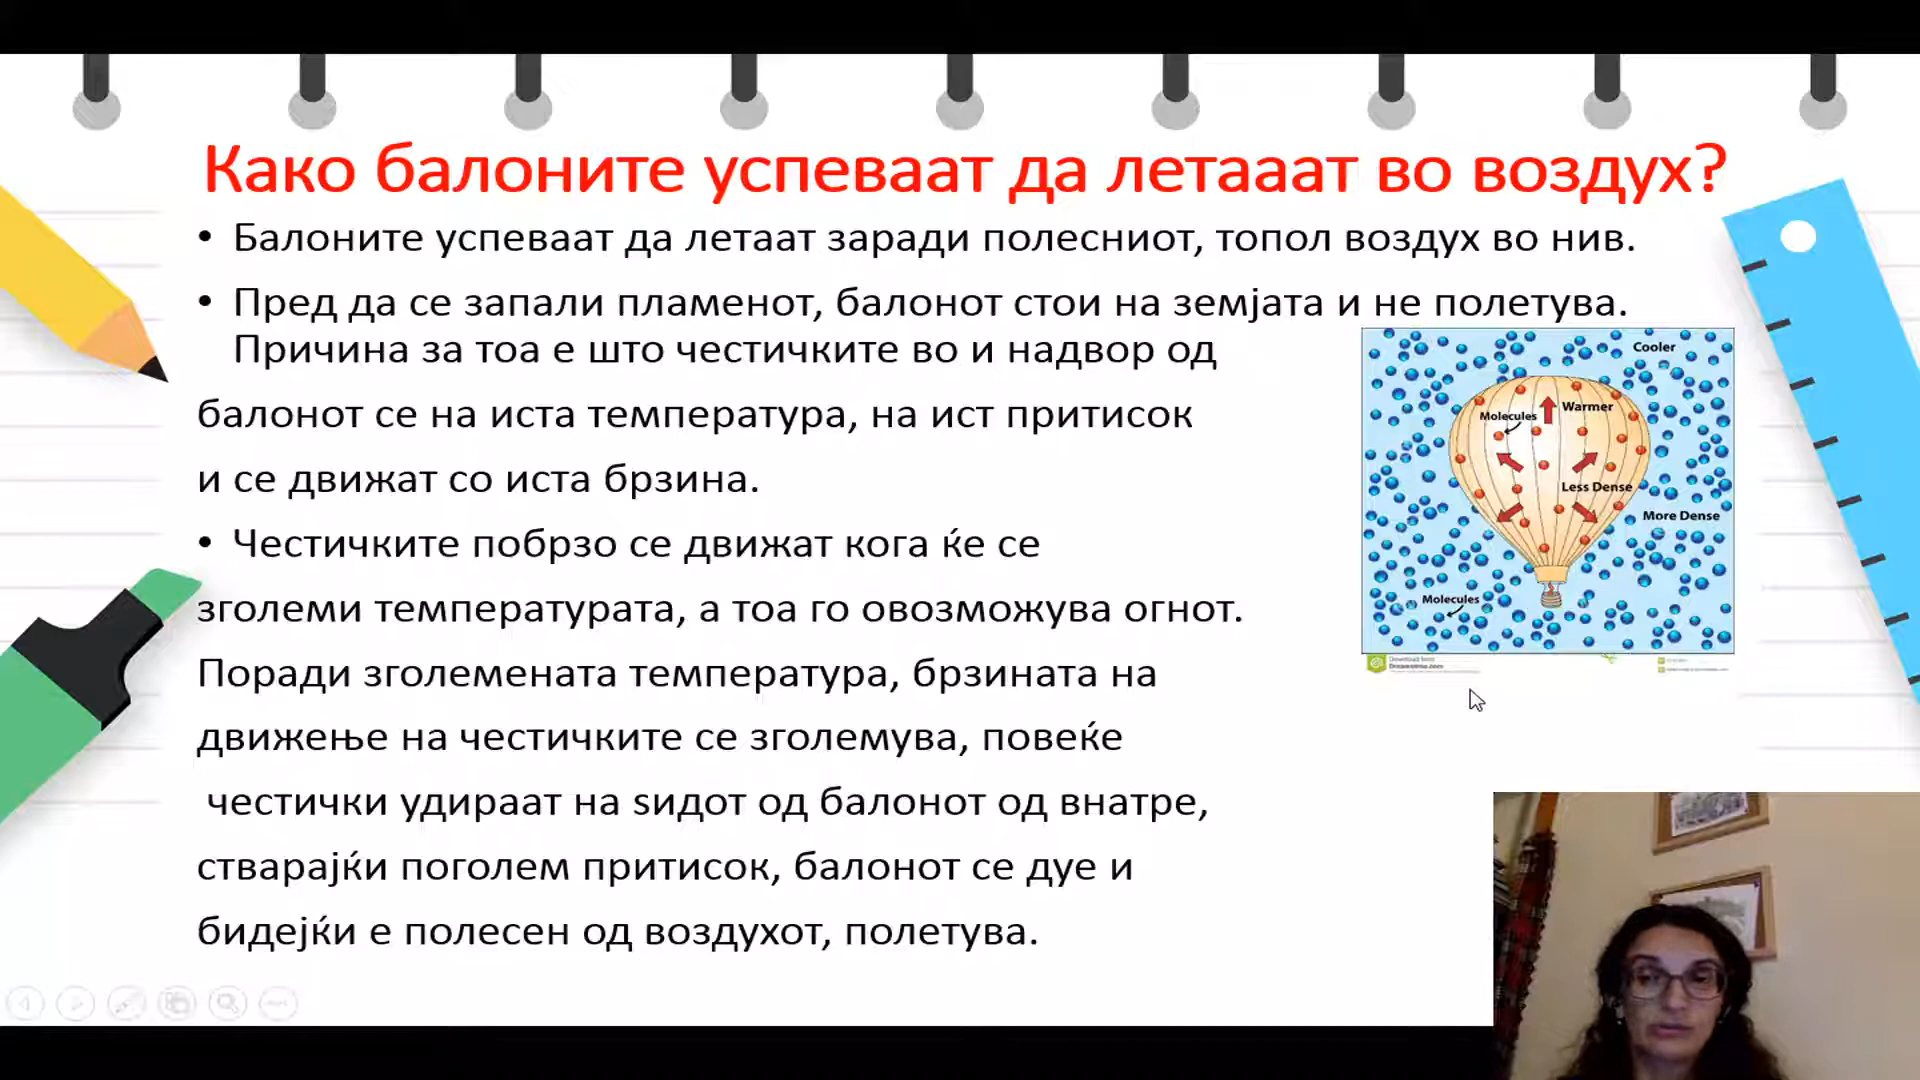 Како балоните успеваат да летааат во воздух?
• Балоните успеваат да летаат заради полесниот, топол воздух во нив.
• Пред да се запали пламенот, балонот стои на земјата и не полетува.
Причина за тоа е што честичките во и надвор од
балонот се на иста температура, на ист притисок
и се движат со иста брзина.
• Честичките побрзо се движат кога ќе се
зголеми температурата, а тоа го овозможува огнот.
Поради зголемената температура, брзината на
движење на честичките се зголемува, повеќе
честички удираат на ѕидот од балонот од внатре,
стварајќи поголем притисок, балонот се дуе и
бидејќи е полесен од воздухот, полетува.
Cooler
Warmer
Molecules
Less Dense
More Dense
Molecules